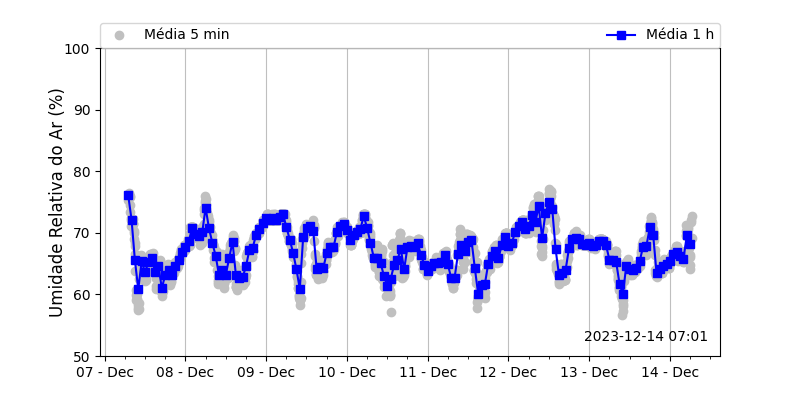 Média 5 min
Média 1 h
Umidade Relativa do Ar (%)
100
90
80
70
60
50
2023-12-14 07:01
07 - Dec
08 - Dec
09 - Dec
10 - Dec
11 - Dec
12 - Dec
13 - Dec
14 - Dec